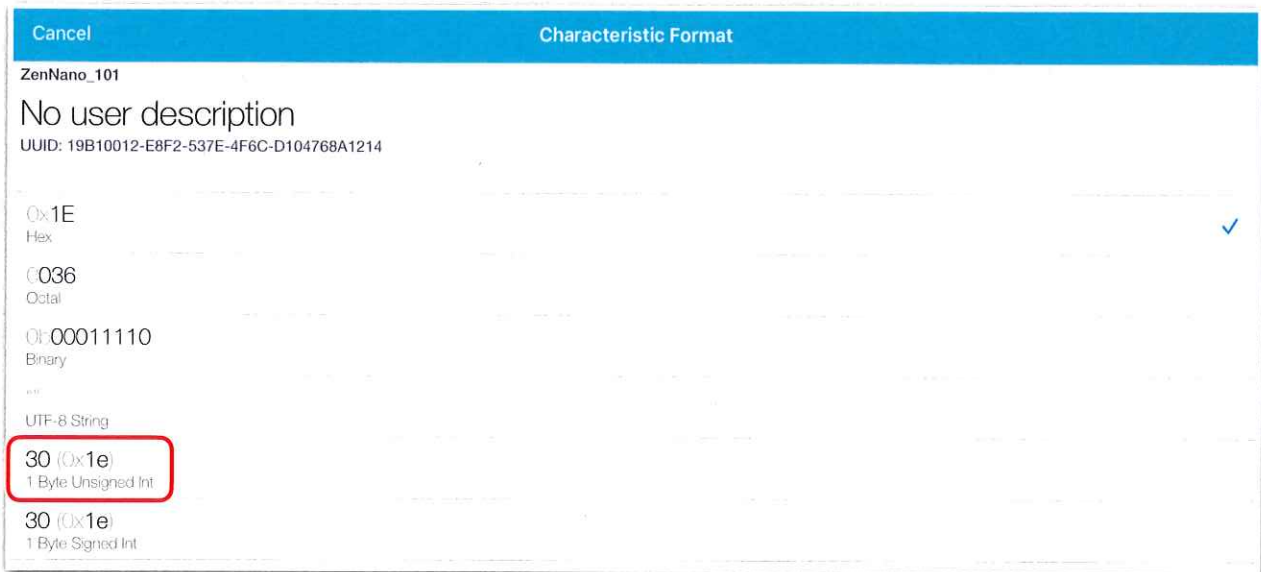 Cancel
Characteristic Format
ZenNano_101
No user description
UUID: 19B10012-E8F2-537E-4F6C-D104768A1214
0x1E
Hex
0036
Octal
0b00011110
Binary
""
UTF-8 String
30 (0x1e)
1 Byte Unsigned Int
30 (0x1e)
1 Byte Signed Int